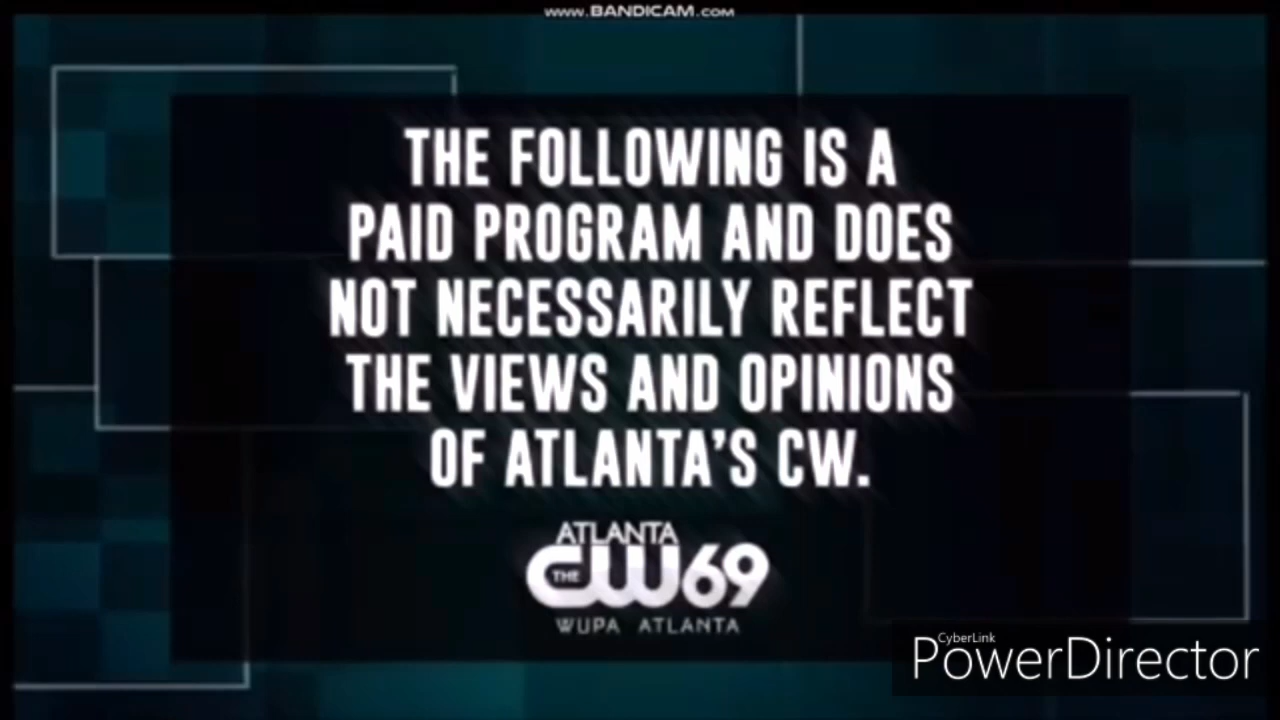 www.BANDICAM.com
THE FOLLOWING IS A
PAID PROGRAM AND DOES
NOT NECESSARILY REFLECT
THE VIEWS AND OPINIONS
OF ATLANTA'S CW.
ATLANTA
THE CW69
WUPA ATLANTA
CyberLink
PowerDirector